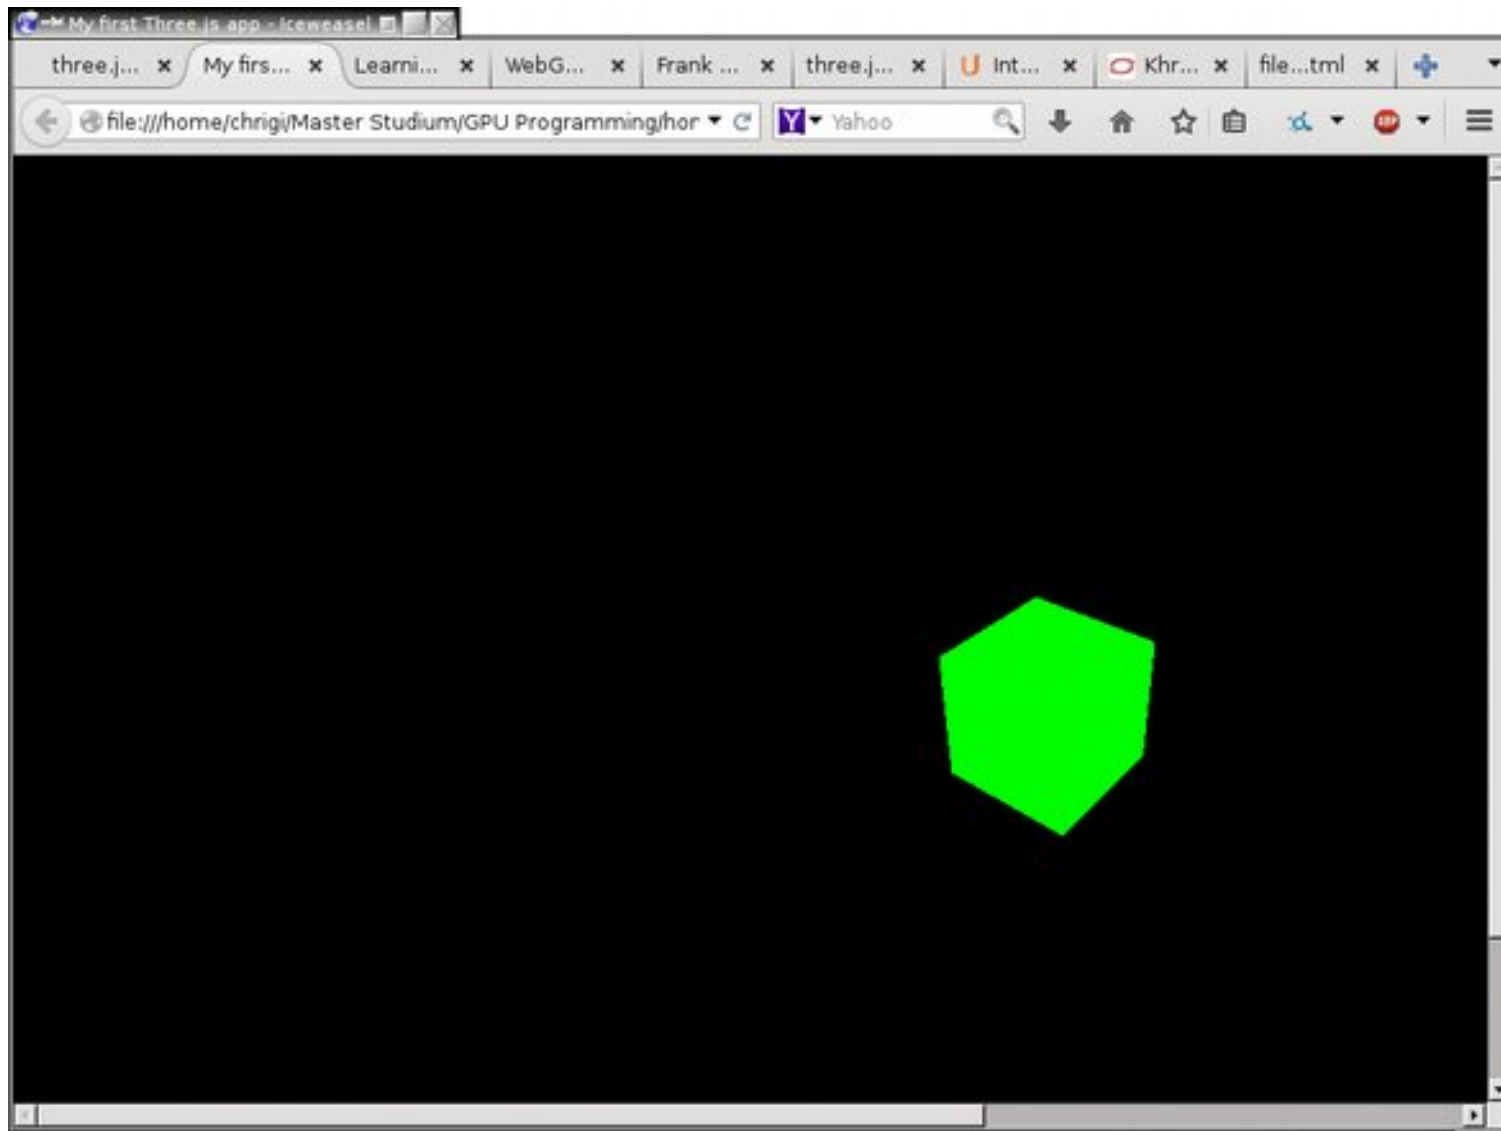 My first Three.js app - Iceweasel
three.j... My firs... Learni... WebG... Frank ... three.j... Int... Khr... file...tml
file:///home/chrigi/Master Studium/GPU Programming/hor Yahoo
ABP